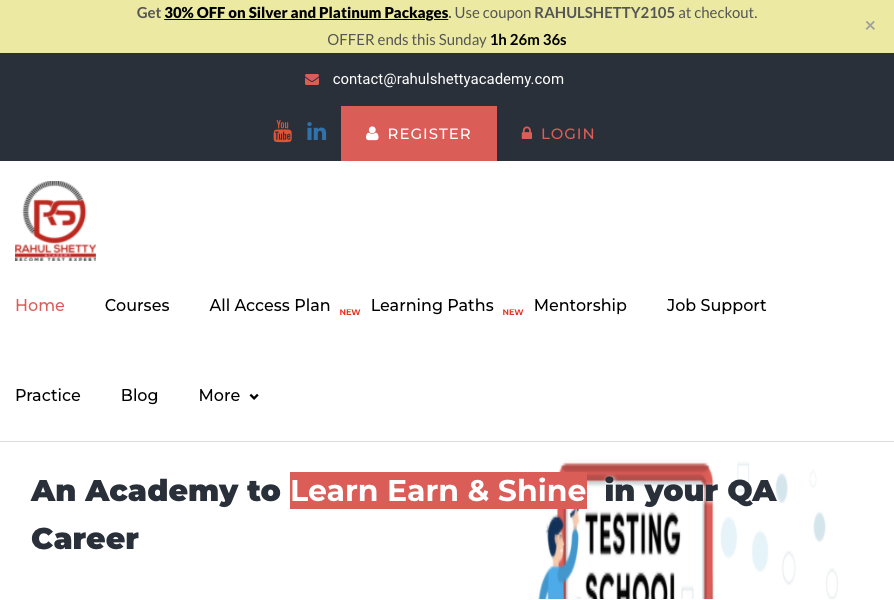 Get 30% OFF on Silver and Platinum Packages. Use coupon RAHULSHETTY2105 at checkout.
OFFER ends this Sunday 1h 26m 36s
×
contact@rahulshettyacademy.com
You
Tube
in
REGISTER
LOGIN
RS
RAHUL SHETTY
ACADEMY
BECOME TEST EXPERT
Home
Courses
All Access Plan
NEW
Learning Paths
NEW
Mentorship
Job Support
Practice
Blog
More
An Academy to Learn Earn & Shine in your QA
Career
TESTING
SCHOOL